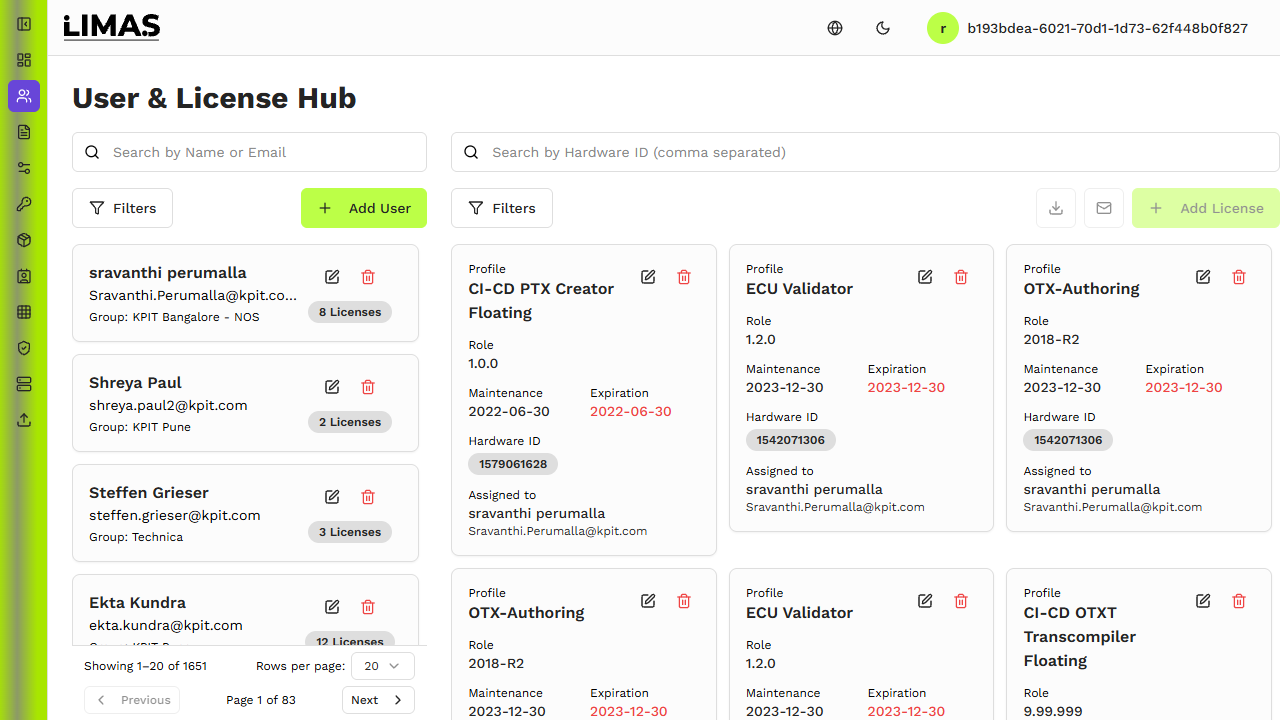 LIMAS
r
b193bdea-6021-70d1-1d73-62f448b0f827
User & License Hub
Search by Name or Email
Filters
Add User
sravanthi perumalla
Sravanthi.Perumalla@kpit.co...
Group: KPIT Bangalore - NOS
8 Licenses
Shreya Paul
shreya.paul2@kpit.com
Group: KPIT Pune
2 Licenses
Steffen Grieser
steffen.grieser@kpit.com
Group: Technica
3 Licenses
Ekta Kundra
ekta.kundra@kpit.com
12 Licenses
Showing 1–20 of 1651
Rows per page:
20
Previous
Page 1 of 83
Next
Search by Hardware ID (comma separated)
Filters
Add License
Profile
CI-CD PTX Creator
Floating
Role
1.0.0
Maintenance Expiration
2022-06-30 2022-06-30
Hardware ID
1579061628
Assigned to
sravanthi perumalla
Sravanthi.Perumalla@kpit.com
Profile
ECU Validator
Role
1.2.0
Maintenance Expiration
2023-12-30 2023-12-30
Hardware ID
1542071306
Assigned to
sravanthi perumalla
Sravanthi.Perumalla@kpit.com
Profile
OTX-Authoring
Role
2018-R2
Maintenance Expiration
2023-12-30 2023-12-30
Hardware ID
1542071306
Assigned to
sravanthi perumalla
Sravanthi.Perumalla@kpit.com
Profile
OTX-Authoring
Role
2018-R2
Maintenance Expiration
2023-12-30 2023-12-30
Profile
ECU Validator
Role
1.2.0
Maintenance Expiration
2023-12-30 2023-12-30
Profile
CI-CD OTXT
Transcompiler
Floating
Role
9.99.999